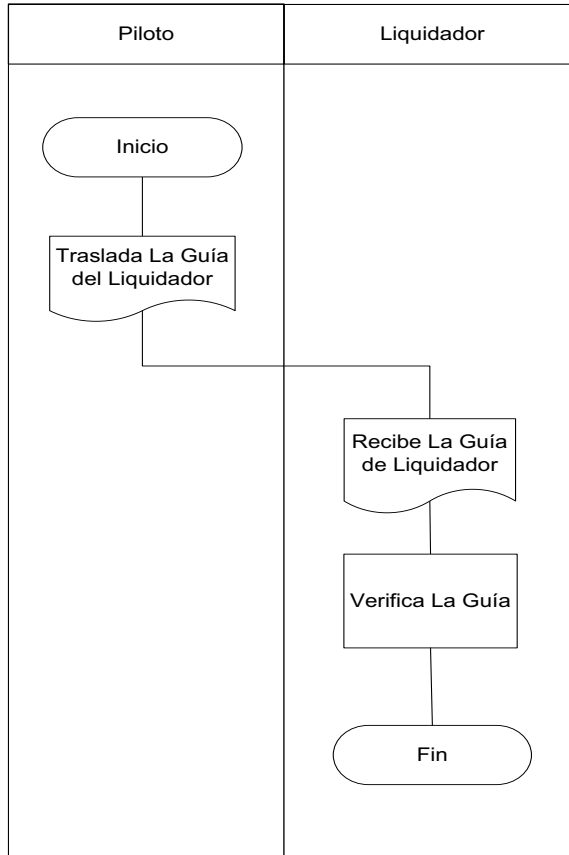 Piloto
Liquidador
Inicio
Traslada La Guía
del Liquidador
Recibe La Guía
de Liquidador
Verifica La Guía
Fin